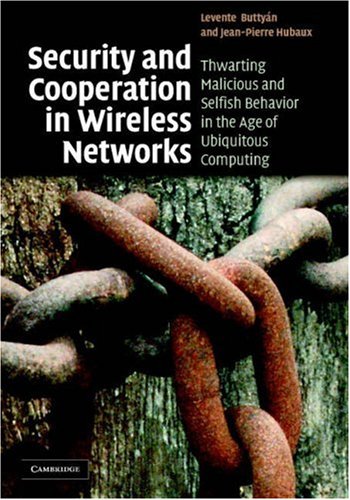 Levente Buttyán
and Jean-Pierre Hubaux
Security and
Cooperation
in Wireless
Networks
Thwarting
Malicious and
Selfish Behavior
in the Age of
Ubiquitous
Computing
CAMBRIDGE